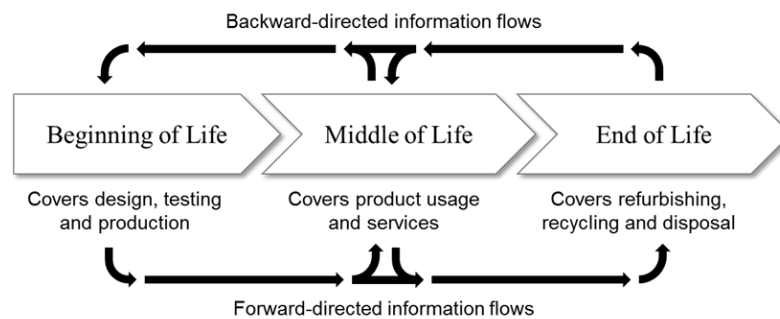 Backward-directed information flows
Beginning of Life
Middle of Life
End of Life
Covers design, testing
and production
Covers product usage
and services
Covers refurbishing,
recycling and disposal
Forward-directed information flows